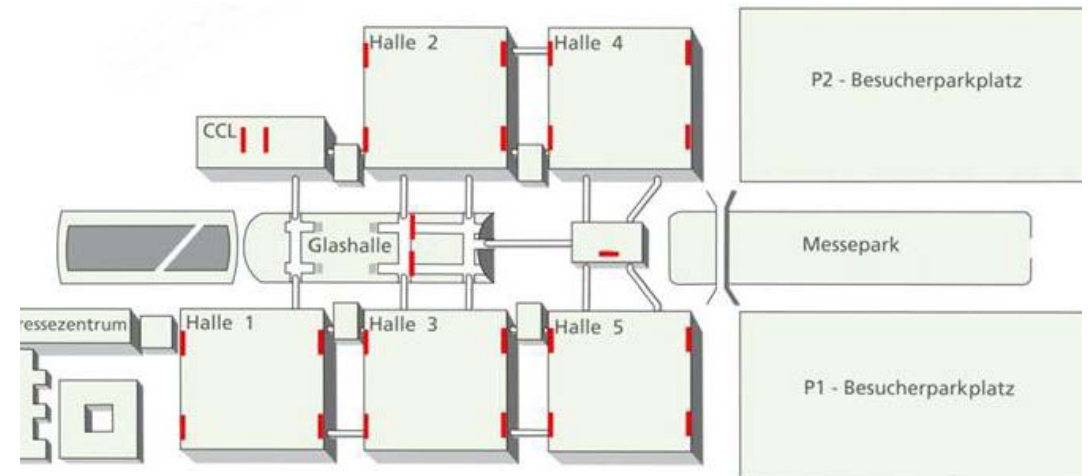 Halle 2
Halle 4
P2 - Besucherparkplatz
CCL
Glashalle
Messepark
ressezentrum
Halle 1
Halle 3
Halle 5
P1 - Besucherparkplatz